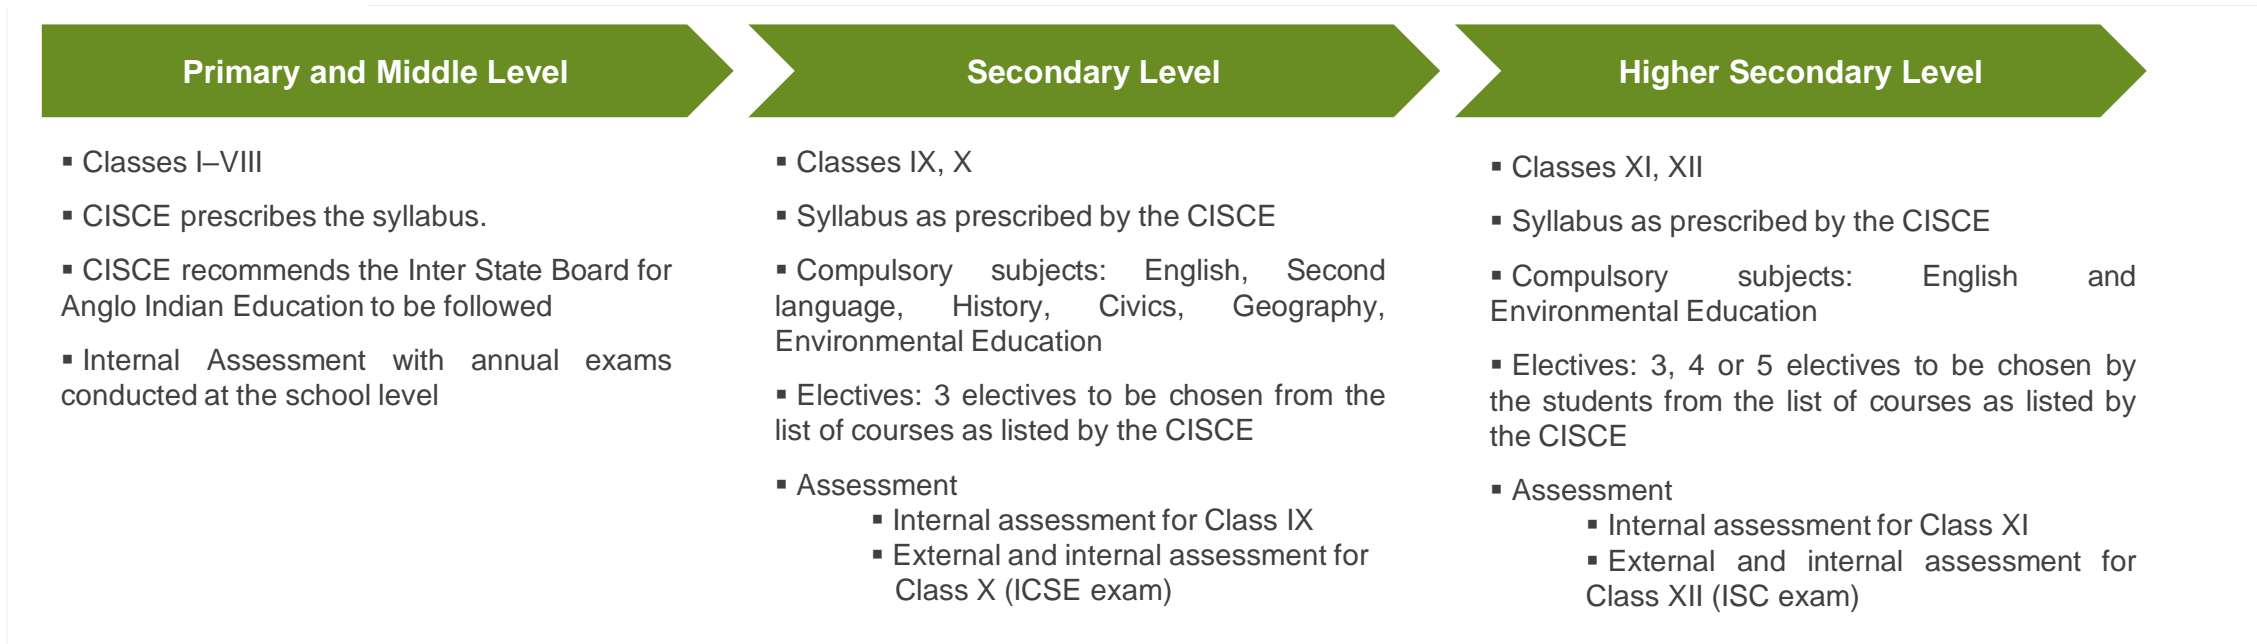 Primary and Middle Level
▪ Classes I–VIII
▪ CISCE prescribes the syllabus.
▪ CISCE recommends the Inter State Board for
Anglo Indian Education to be followed
▪ Internal Assessment with annual exams
conducted at the school level
Secondary Level
▪ Classes IX, X
▪ Syllabus as prescribed by the CISCE
▪ Compulsory subjects: English, Second
language, History, Civics, Geography,
Environmental Education
▪ Electives: 3 electives to be chosen from the
list of courses as listed by the CISCE
▪ Assessment
▪ Internal assessment for Class IX
▪ External and internal assessment for
Class X (ICSE exam)
Higher Secondary Level
▪ Classes XI, XII
▪ Syllabus as prescribed by the CISCE
▪ Compulsory subjects: English and
Environmental Education
▪ Electives: 3, 4 or 5 electives to be chosen by
the students from the list of courses as listed by
the CISCE
▪ Assessment
▪ Internal assessment for Class XI
▪ External and internal assessment for
Class XII (ISC exam)